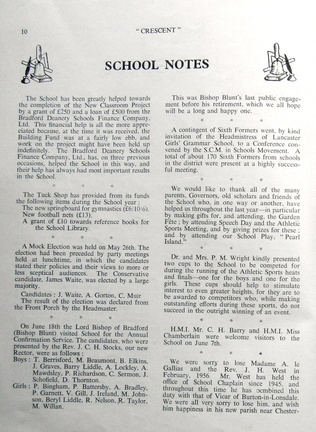 10
" CRESCENT "
SCHOOL NOTES
The School has been greatly helped towards
the completion of the New Classroom Project
by a grant of £250 and a loan of £500 from the
Bradford Deanery Schools Finance Company,
Ltd. This financial help is all the more appre-
ciated because, at the time it was received, the
Building Fund was at a fairly low ebb, and
work on the project might have been held up
indefinitely. The Bradford Deanery Schools
Finance Company, Ltd., has, on three previous
occasions, helped the School in this way, and
their help has always had most important results
in the School.
The Tuck Shop has provided from its funds
the following items during the School year :
The new springboard for gymnastics
New football nets (£13).
A grant of £10 towards reference books for
the School Library.
A Mock Election was held on May 26th. The
election had been preceded by party meetings
held at lunchtime, in which the candidates
stated their policies and their views to more or
less sceptical audiences. The Conservative
candidate, James Waite, was elected by a large
majority.
Candidates : J. Waite, A. Gorton, C. Muir
The result of the election was declared from
the Front Porch by the Headmaster.
On June 18th the Lord Bishop of Bradford
visited the School for the Annual
Confirmation Service. The candidates, who were
presented by the Rev. J. C. H. Stocks, our new
Rector, were as follows :
Boys : T. Berrisford, M. Beaumont, B. Elkins,
J. Graves, Barry Liddle, A. Lockley, A.
Mawdsley, P. Richardson, C. Sermon, J.
Schofield, D. Thornton.
Girls : P. Bingham, P. Battersby, A. Bradley,
P. Garnett, V. Gill, J. Ireland, M. John-
son, Beryl Liddle, R. Nelson, R. Taylor,
M. Willan.
This was Bishop Blunt's last public engage-
ment before his retirement, which we all hope
will be a long and happy one.
A contingent of Sixth Formers went, by kind
invitation of the Headmistress of Lancaster
Girls' Grammar School, to a Conference con-
vened by the S.C.M. in Schools Movement. A
total of about 170 Sixth Formers from schools
in the district were present at a highly success-
ful meeting.
We would like to thank all of the many
parents, Governors, old scholars and friends of
the School who, in one way or another, have
helped us throughout the last year—in particular
by making gifts for, and attending the Garden
Fête ; by attending Speech Day and the Athletic
Sports Meeting, and by giving prizes for these ;
and by attending our School Play, " Pearl
Island."
Dr. and Mrs. P. M. Wright kindly presented
two cups to the School to be competed for
during the running of the Athletic Sports heats
and finals—one for the boys and one for the
girls. These cups should help to stimulate
interest to even greater heights, for they are to
be awarded to competitors who, while making
outstanding efforts during these sports, do not
succeed in the outright winning of an event.
H.M.I. Mr. C. H. Barry and H.M.I. Miss
Chamberlain were welcome visitors to the
School on June 7th.
We were sorry to lose Madame A. le
Gallias and the Rev. J. H. West in
February, 1956. Mr. West has held the
office of School Chaplain since 1945, and
throughout this time he has combined this
duty with that of Vicar of Burton-in-Lonsdale.
We were all very sorry to lose him, and wish
him happiness in his new parish near Chester-